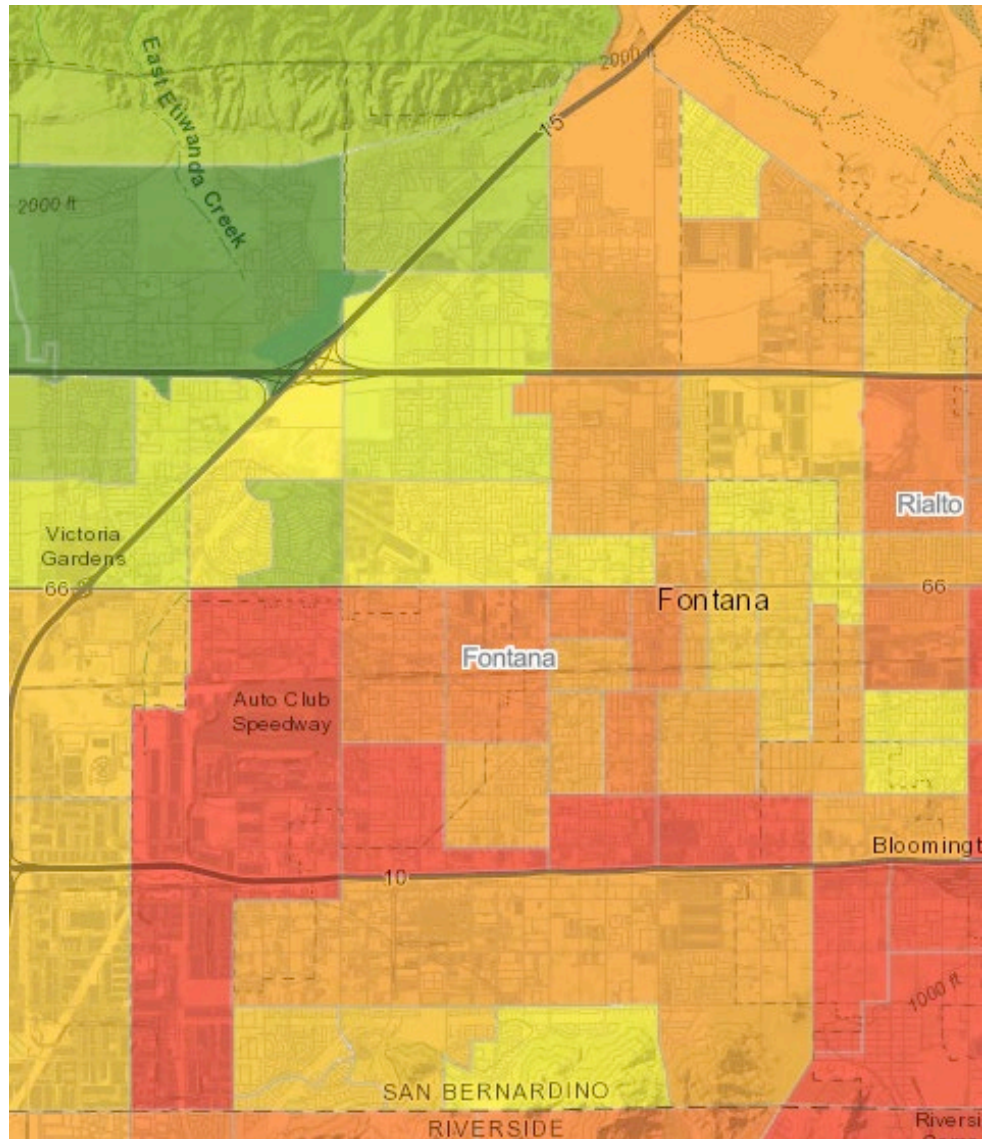 2000 ft
East Etiwanda Creek
15
2000 ft
Rialto
Victoria
Gardens
66
66
Fontana
Fontana
Auto Club
Speedway
Bloomingt
10
1000 ft
SAN BERNARDINO
RIVERSIDE
Riversi